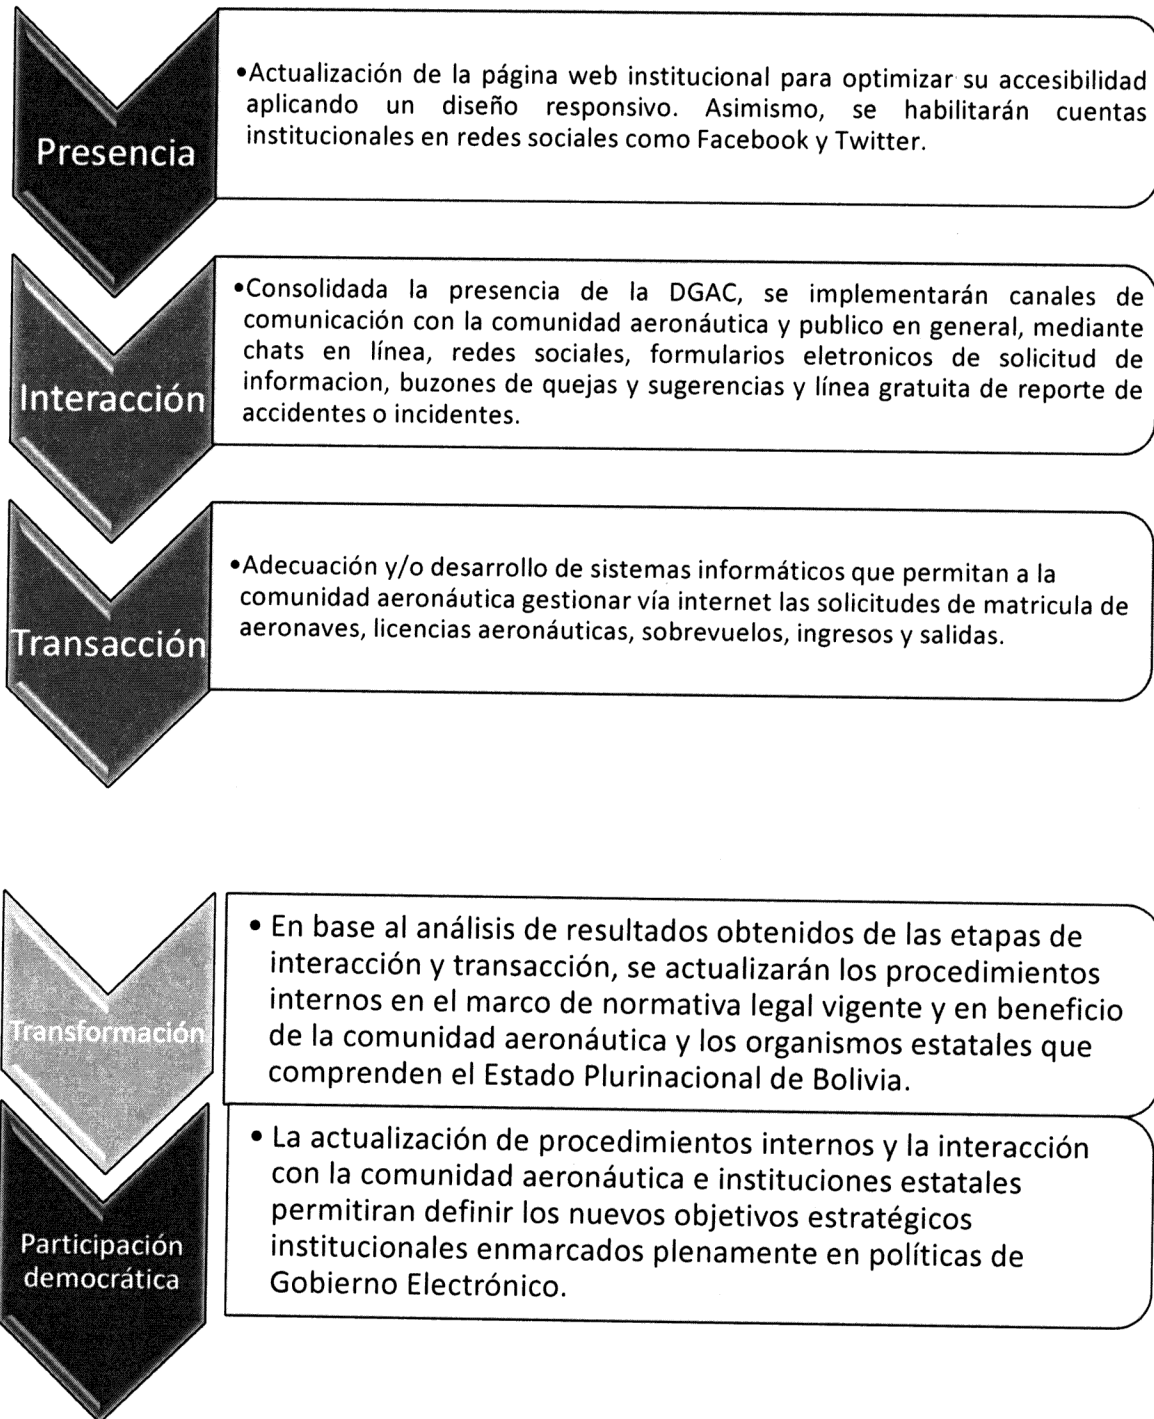 Presencia
•Actualización de la página web institucional para optimizar su accesibilidad
aplicando un diseño responsivo. Asimismo, se habilitarán cuentas
institucionales en redes sociales como Facebook y Twitter.
Interacción
•Consolidada la presencia de la DGAC, se implementarán canales de
comunicación con la comunidad aeronáutica y publico en general, mediante
chats en línea, redes sociales, formularios eletronicos de solicitud de
informacion, buzones de quejas y sugerencias y línea gratuita de reporte de
accidentes o incidentes.
Transacción
•Adecuación y/o desarrollo de sistemas informáticos que permitan a la
comunidad aeronáutica gestionar vía internet las solicitudes de matricula de
aeronaves, licencias aeronáuticas, sobrevuelos, ingresos y salidas.
Transformación
• En base al análisis de resultados obtenidos de las etapas de
interacción y transacción, se actualizarán los procedimientos
internos en el marco de normativa legal vigente y en beneficio
de la comunidad aeronáutica y los organismos estatales que
comprenden el Estado Plurinacional de Bolivia.
Participación
democrática
• La actualización de procedimientos internos y la interacción
con la comunidad aeronáutica e instituciones estatales
permitiran definir los nuevos objetivos estratégicos
institucionales enmarcados plenamente en políticas de
Gobierno Electrónico.